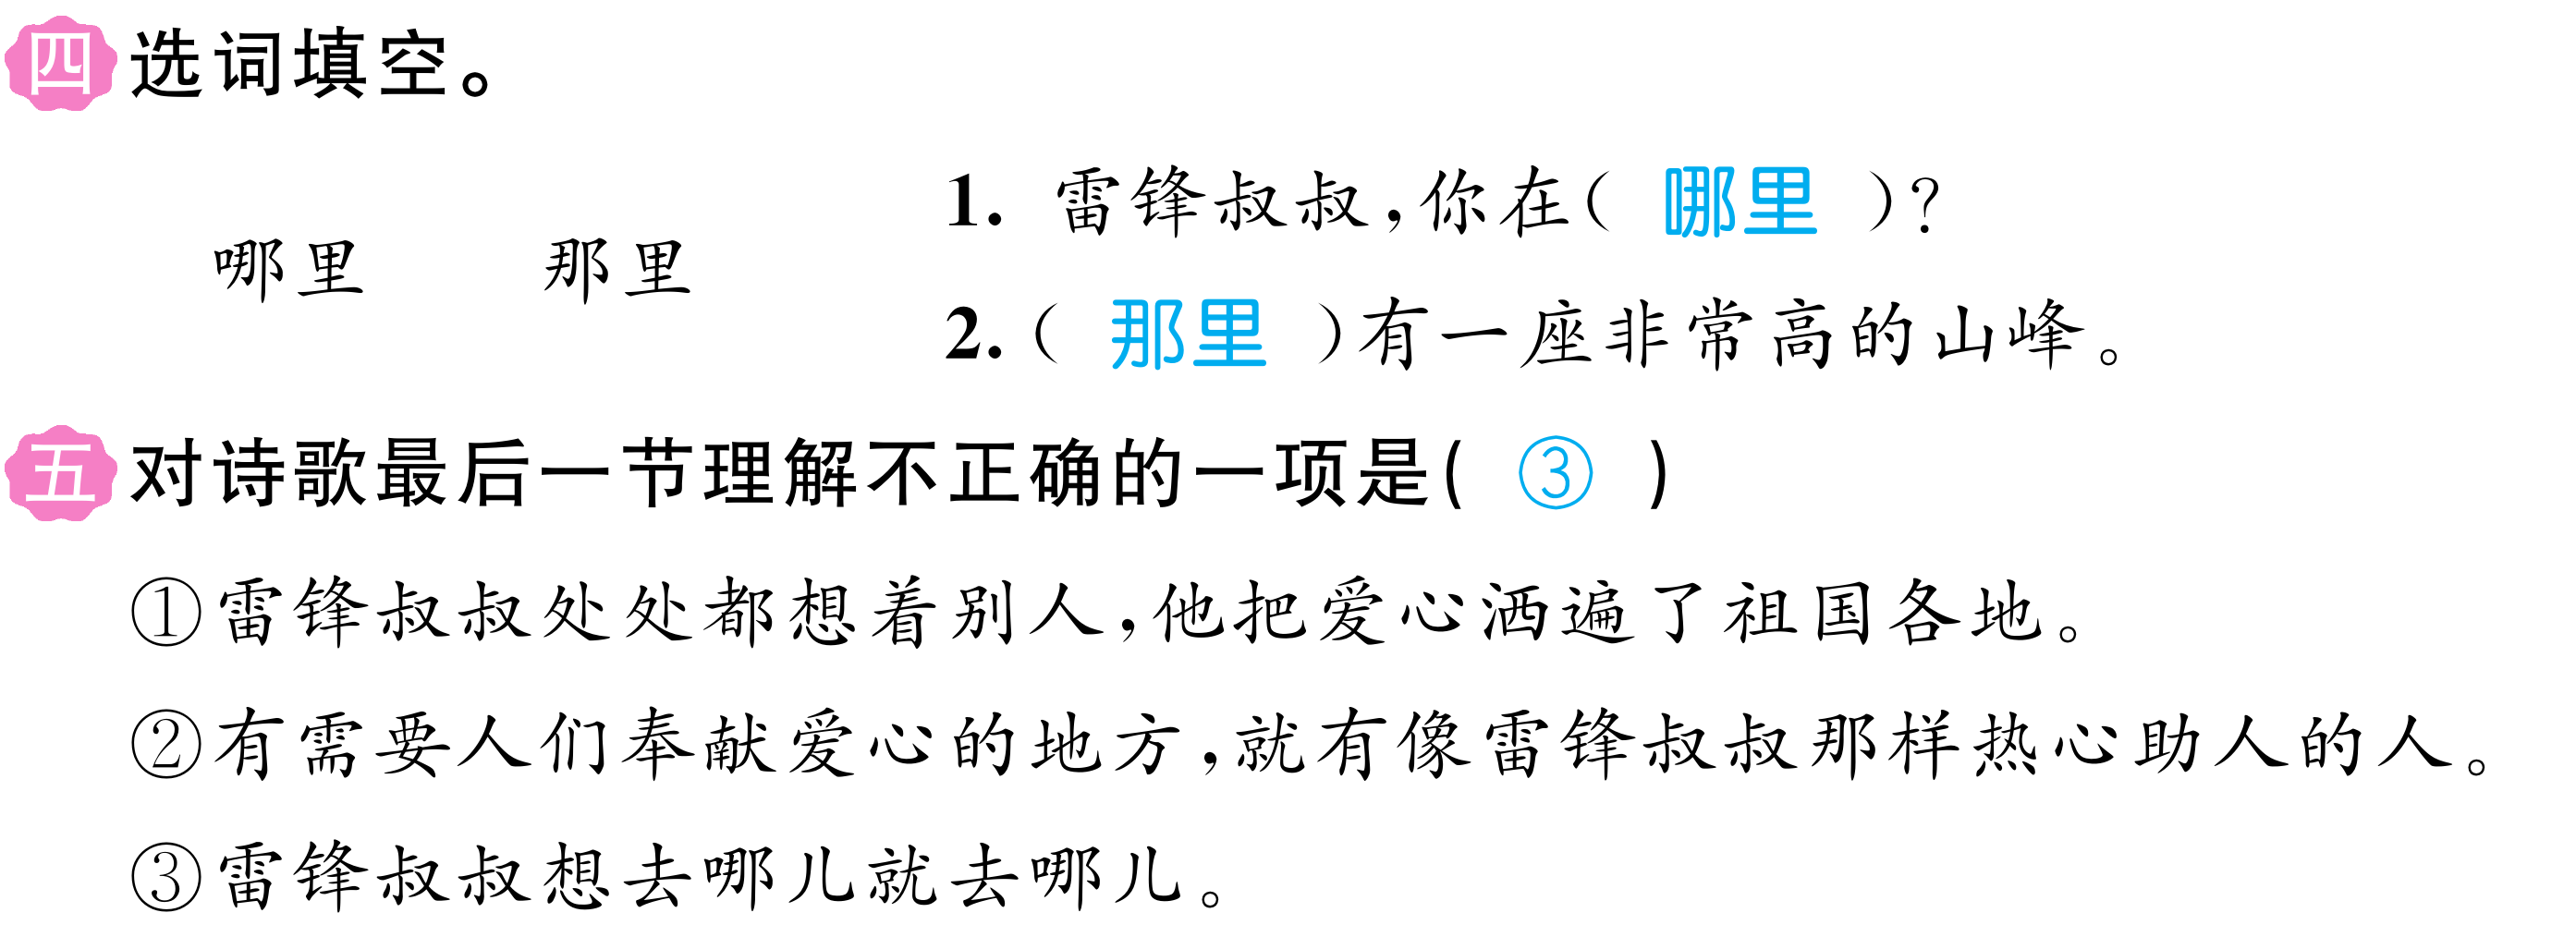 四 选词填空。
1. 雷锋叔叔,你在( 哪里 )?
哪里 那里
2.( 那里 )有一座非常高的山峰。
五 对诗歌最后一节理解不正确的一项是( ③ )
①雷锋叔叔处处都想着别人,他把爱心洒遍了祖国各地。
②有需要人们奉献爱心的地方,就有像雷锋叔叔那样热心助人的人。
③雷锋叔叔想去哪儿就去哪儿。